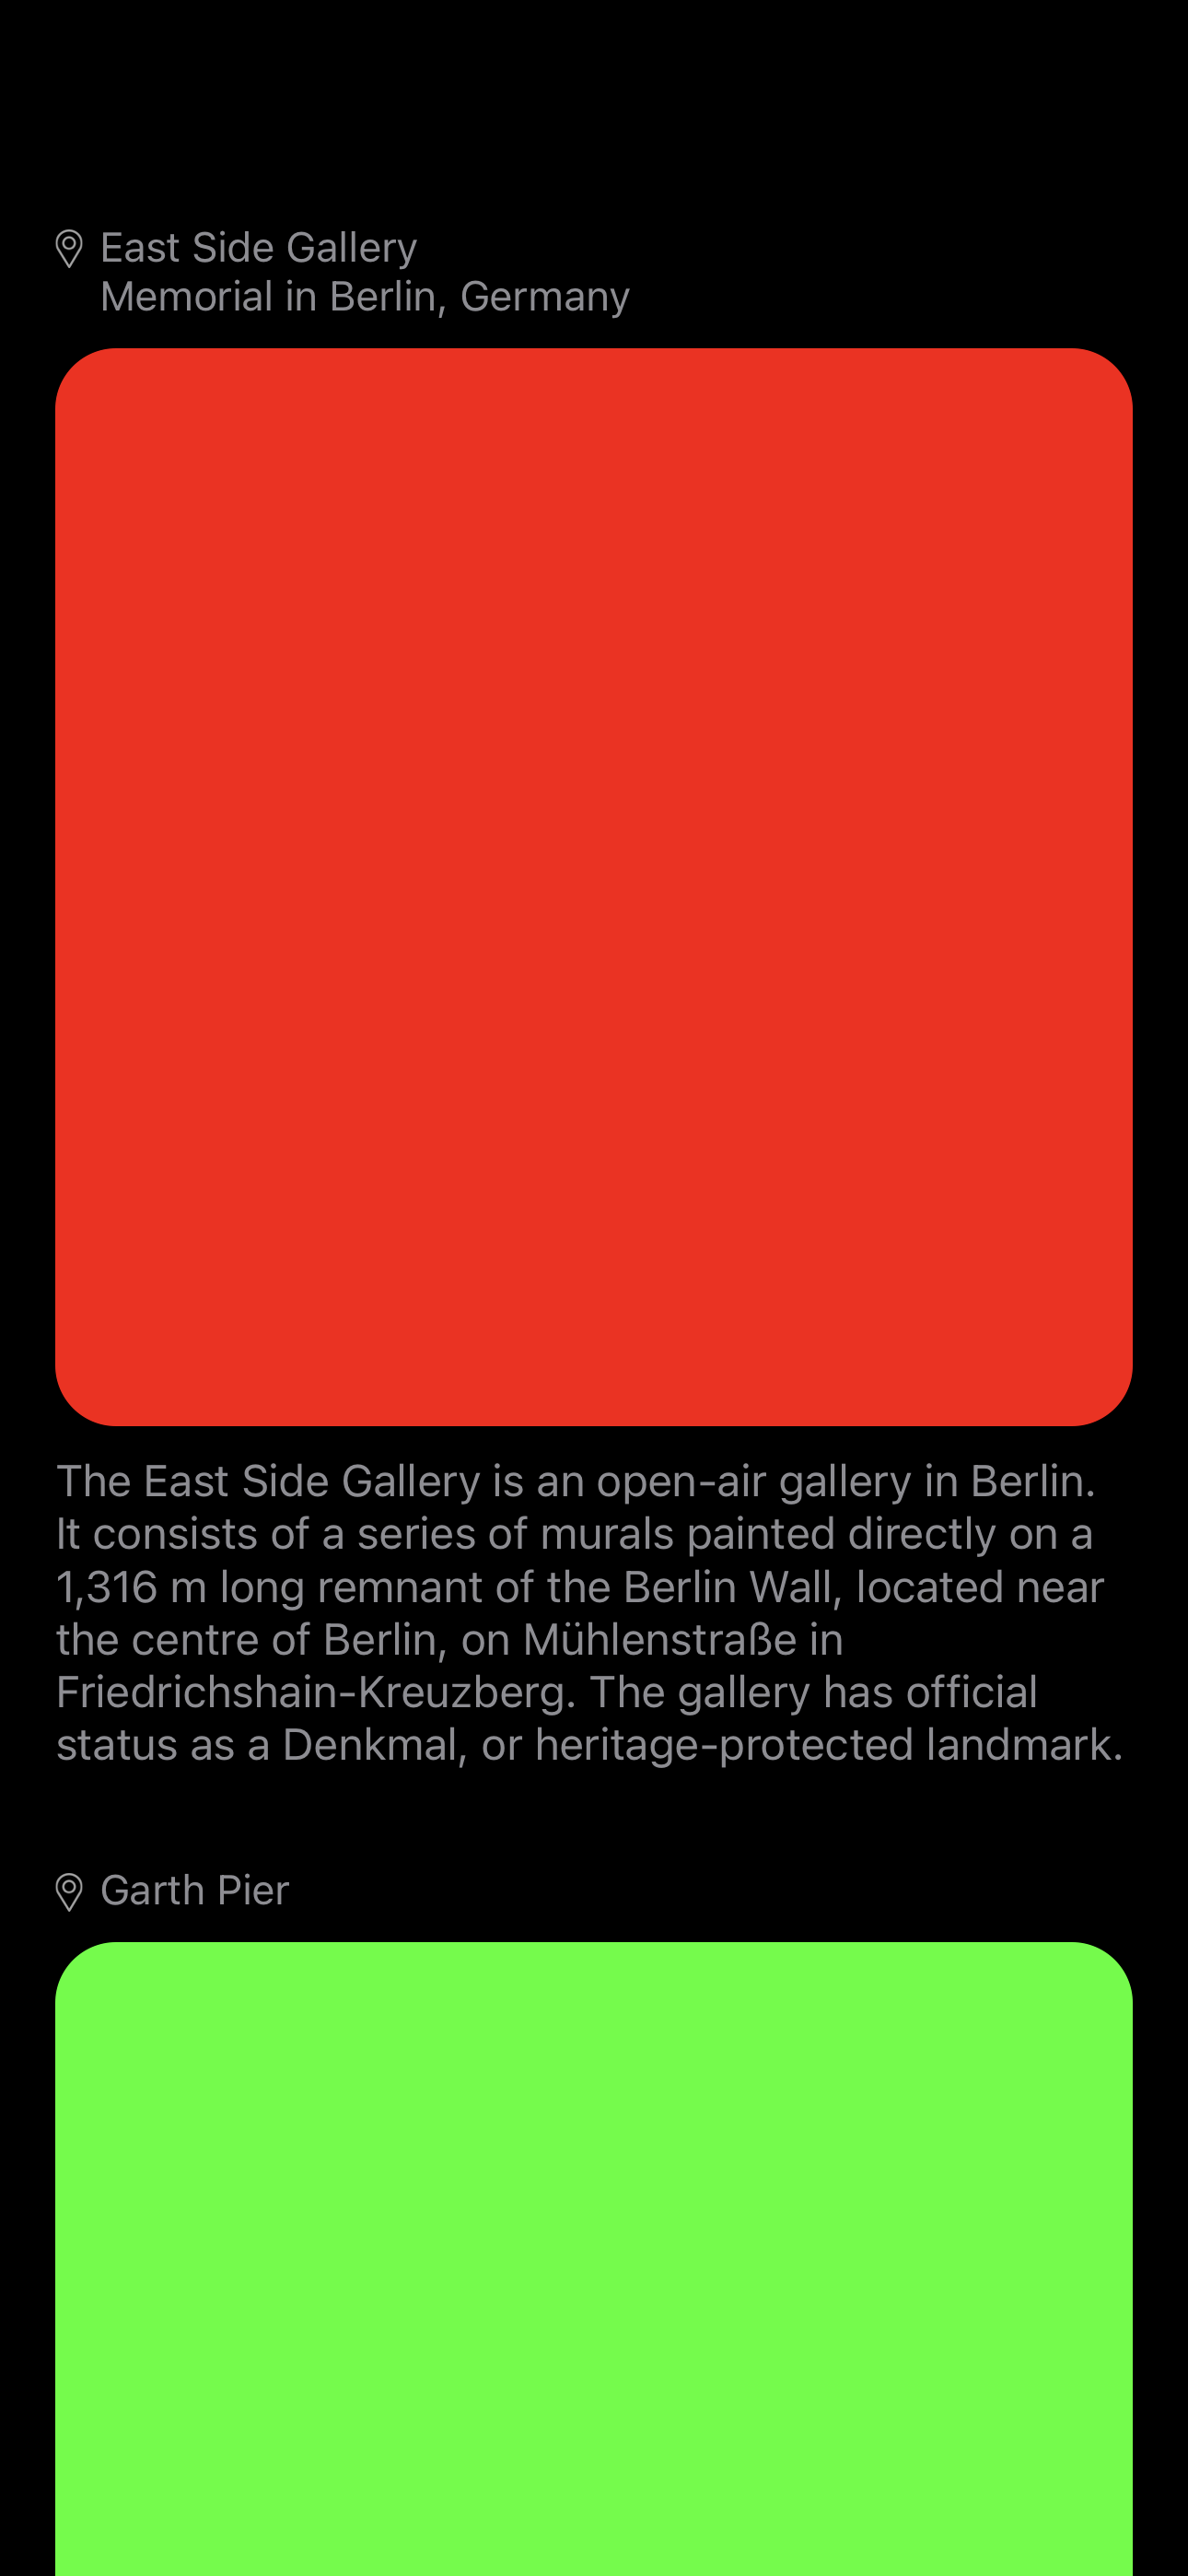 East Side Gallery
Memorial in Berlin, Germany
The East Side Gallery is an open-air gallery in Berlin.
It consists of a series of murals painted directly on a
1,316 m long remnant of the Berlin Wall, located near
the centre of Berlin, on Mühlenstraße in
Friedrichshain-Kreuzberg. The gallery has official
status as a Denkmal, or heritage-protected landmark.
Garth Pier